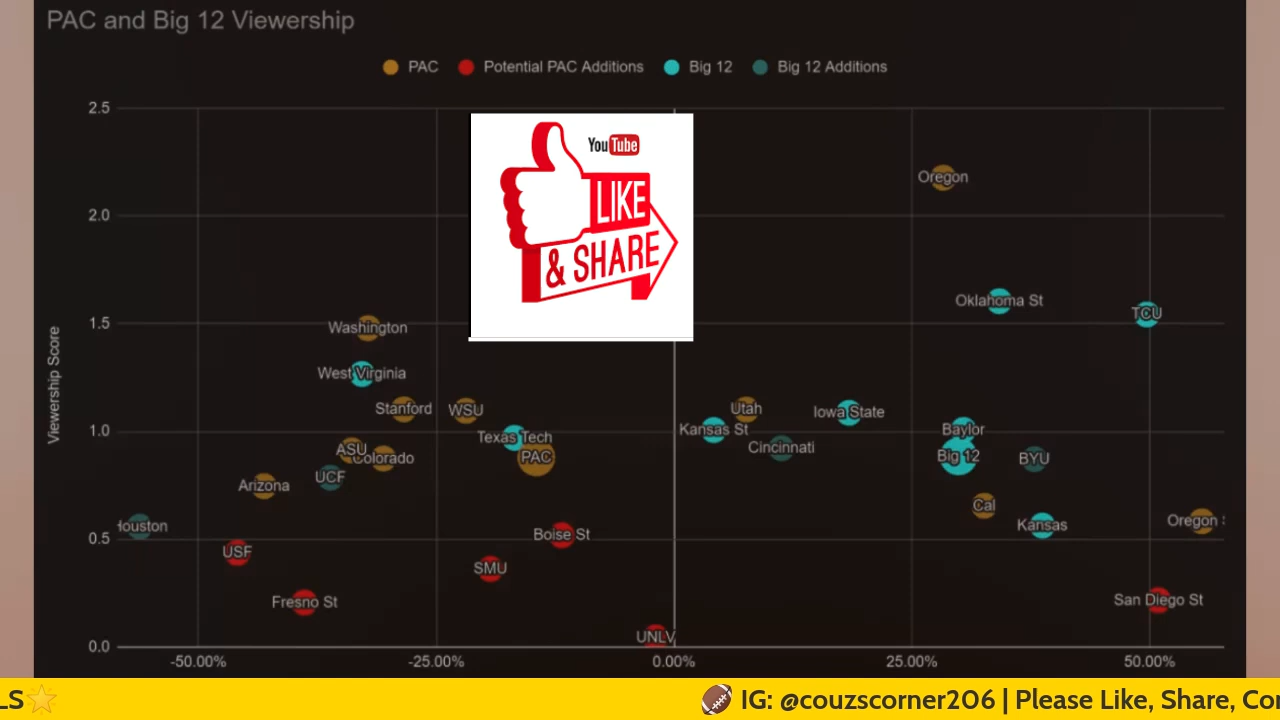 PAC and Big 12 Viewership
PAC
Potential PAC Additions
Big 12
Big 12 Additions
2.5
2.0
1.5
1.0
0.5
0.0
Viewership Score
YouTube
LIKE
& SHARE
Oregon
Oklahoma St
TCU
Washington
West Virginia
Stanford
WSU
Utah
Iowa State
Kansas St
Baylor
Texas Tech
Cincinnati
ASU
Colorado
PAC
Big 12
BYU
UCF
Arizona
Cal
Houston
Kansas
Oregon S
Boise St
USF
SMU
Fresno St
San Diego St
UNLV
-50.00%
-25.00%
0.00%
25.00%
50.00%
LS
IG: @couzscorner206 | Please Like, Share, Co